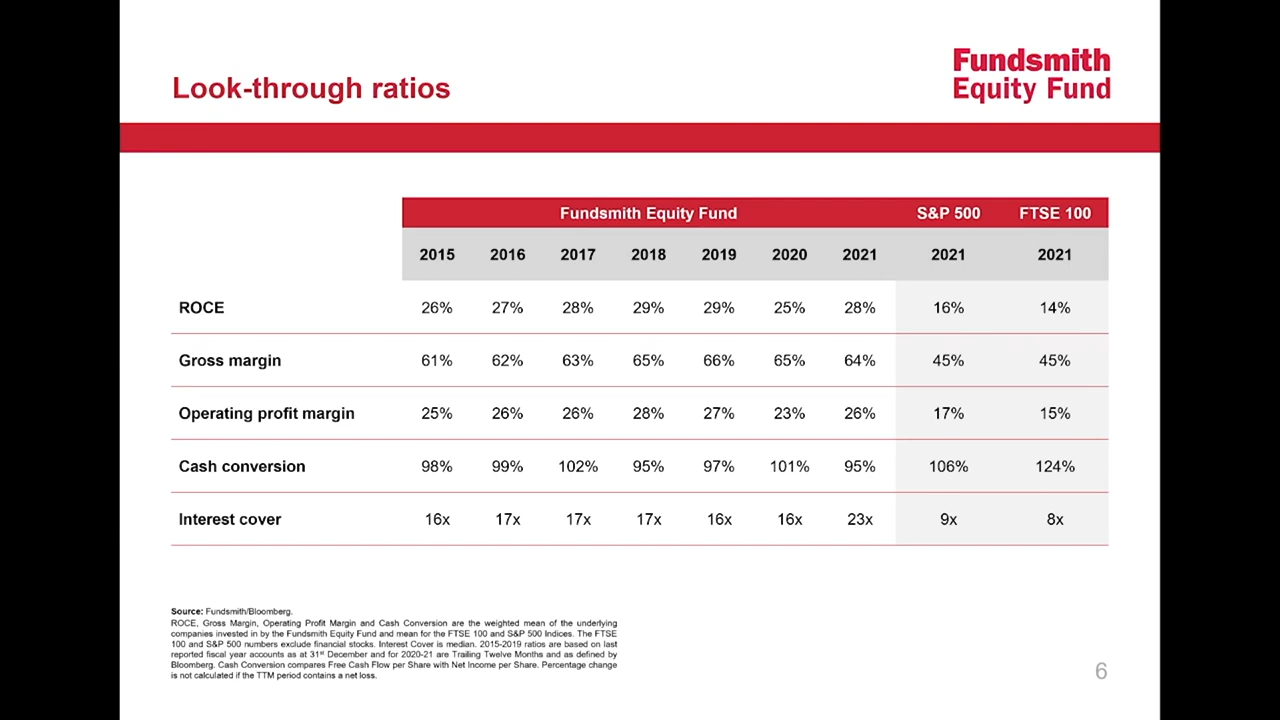 Fundsmith
Equity Fund
Look-through ratios
Fundsmith Equity Fund S&P 500 FTSE 100
2015 2016 2017 2018 2019 2020 2021 2021 2021
ROCE 26% 27% 28% 29% 29% 25% 28% 16% 14%
Gross margin 61% 62% 63% 65% 66% 65% 64% 45% 45%
Operating profit margin 25% 26% 26% 28% 27% 23% 26% 17% 15%
Cash conversion 98% 99% 102% 95% 97% 101% 95% 106% 124%
Interest cover 16x 17x 17x 17x 16x 16x 23x 9x 8x
Source: Fundsmith/Bloomberg.
ROCE, Gross Margin, Operating Profit Margin and Cash Conversion are the weighted mean of the underlying
companies invested in by the Fundsmith Equity Fund and mean for the FTSE 100 and S&P 500 Indices. The FTSE
100 and S&P 500 numbers exclude financial stocks. Interest Cover is median. 2015-2019 ratios are based on last
reported fiscal year accounts as at 31st December and for 2020-21 are Trailing Twelve Months and as defined by
Bloomberg. Cash Conversion compares Free Cash Flow per Share with Net Income per Share. Percentage change
is not calculated if the TTM period contains a net loss.
6